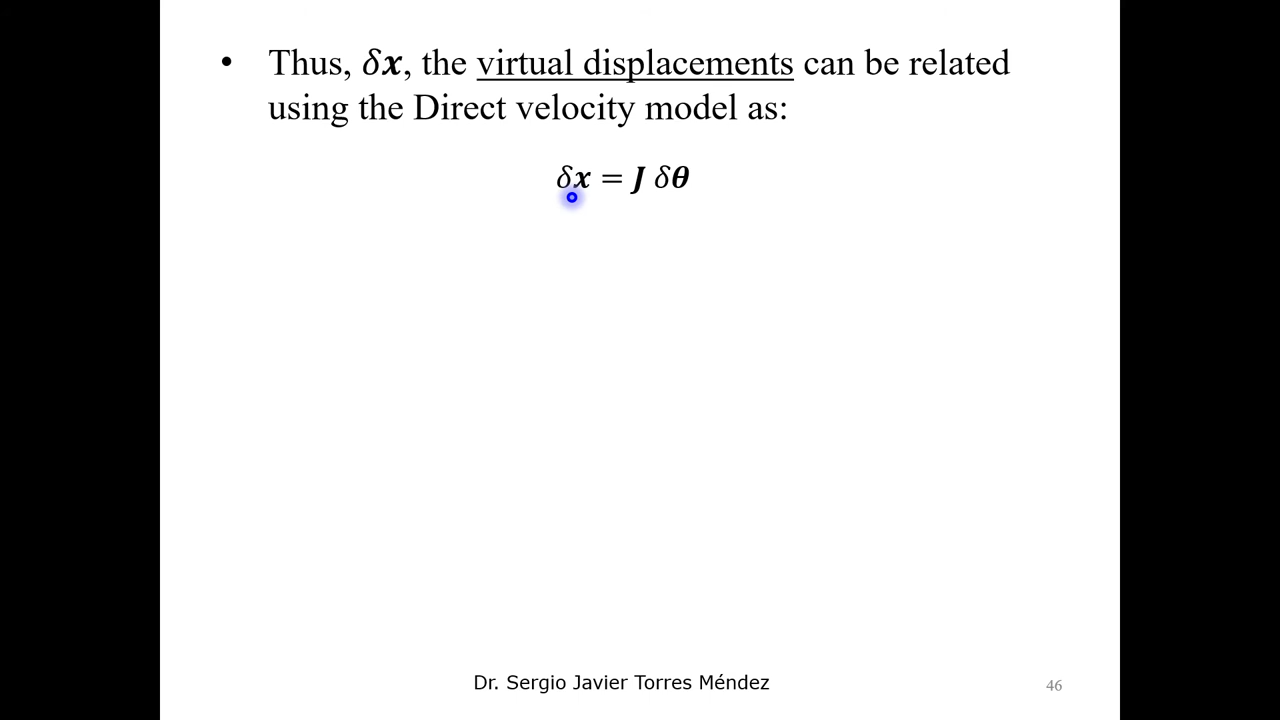 • Thus, δx, the virtual displacements can be related
using the Direct velocity model as:
δx = J δθ
Dr. Sergio Javier Torres Méndez
46